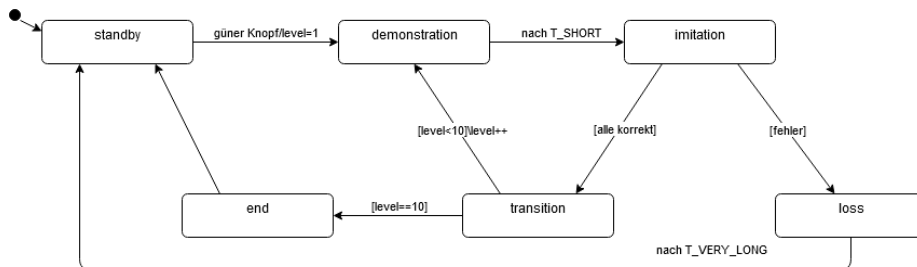 standby
güner Knopf/level=1
demonstration
nach T_SHORT
imitation
[level<10]\level++
[alle korrekt]
[fehler]
end
[level==10]
transition
loss
nach T_VERY_LONG